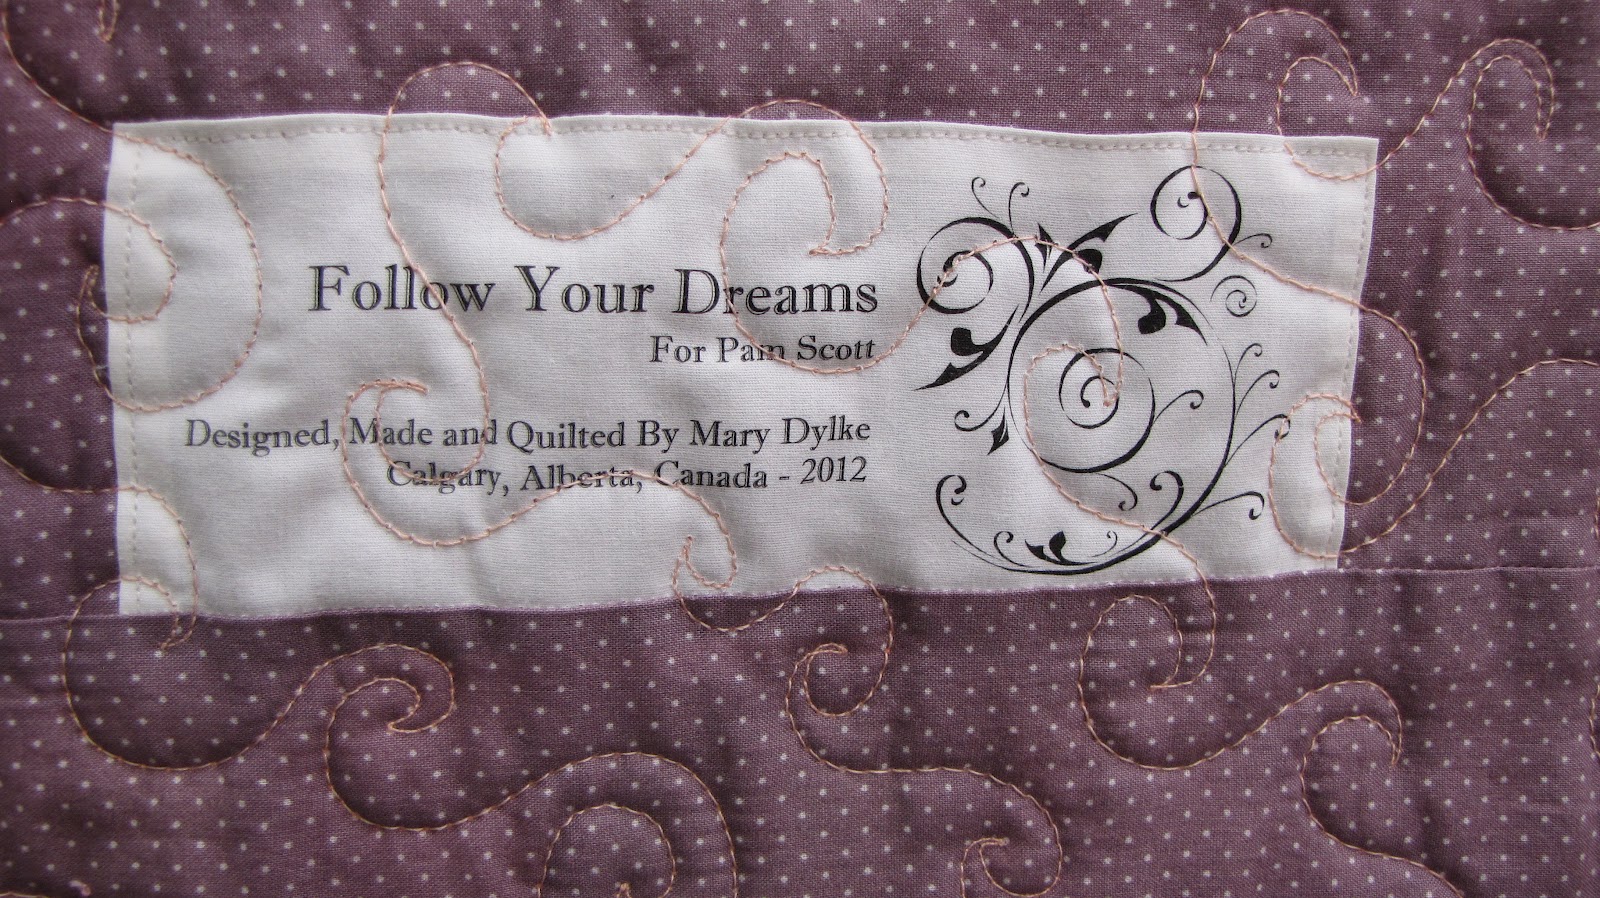 Follow Your Dreams
For Pam Scott
Designed, Made and Quilted By Mary Dylke
Calgary, Alberta, Canada - 2012